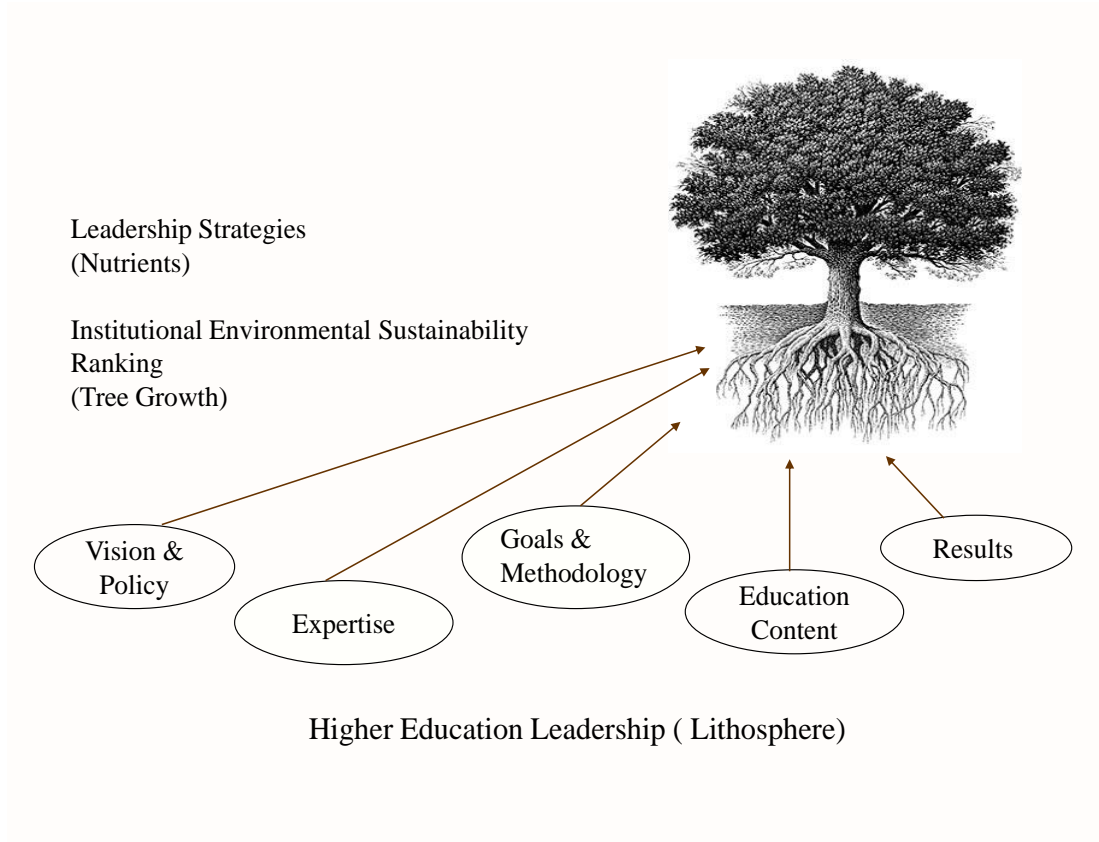 Leadership Strategies
(Nutrients)
Institutional Environmental Sustainability
Ranking
(Tree Growth)
Vision &
Policy
Expertise
Goals &
Methodology
Education
Content
Results
Higher Education Leadership ( Lithosphere)